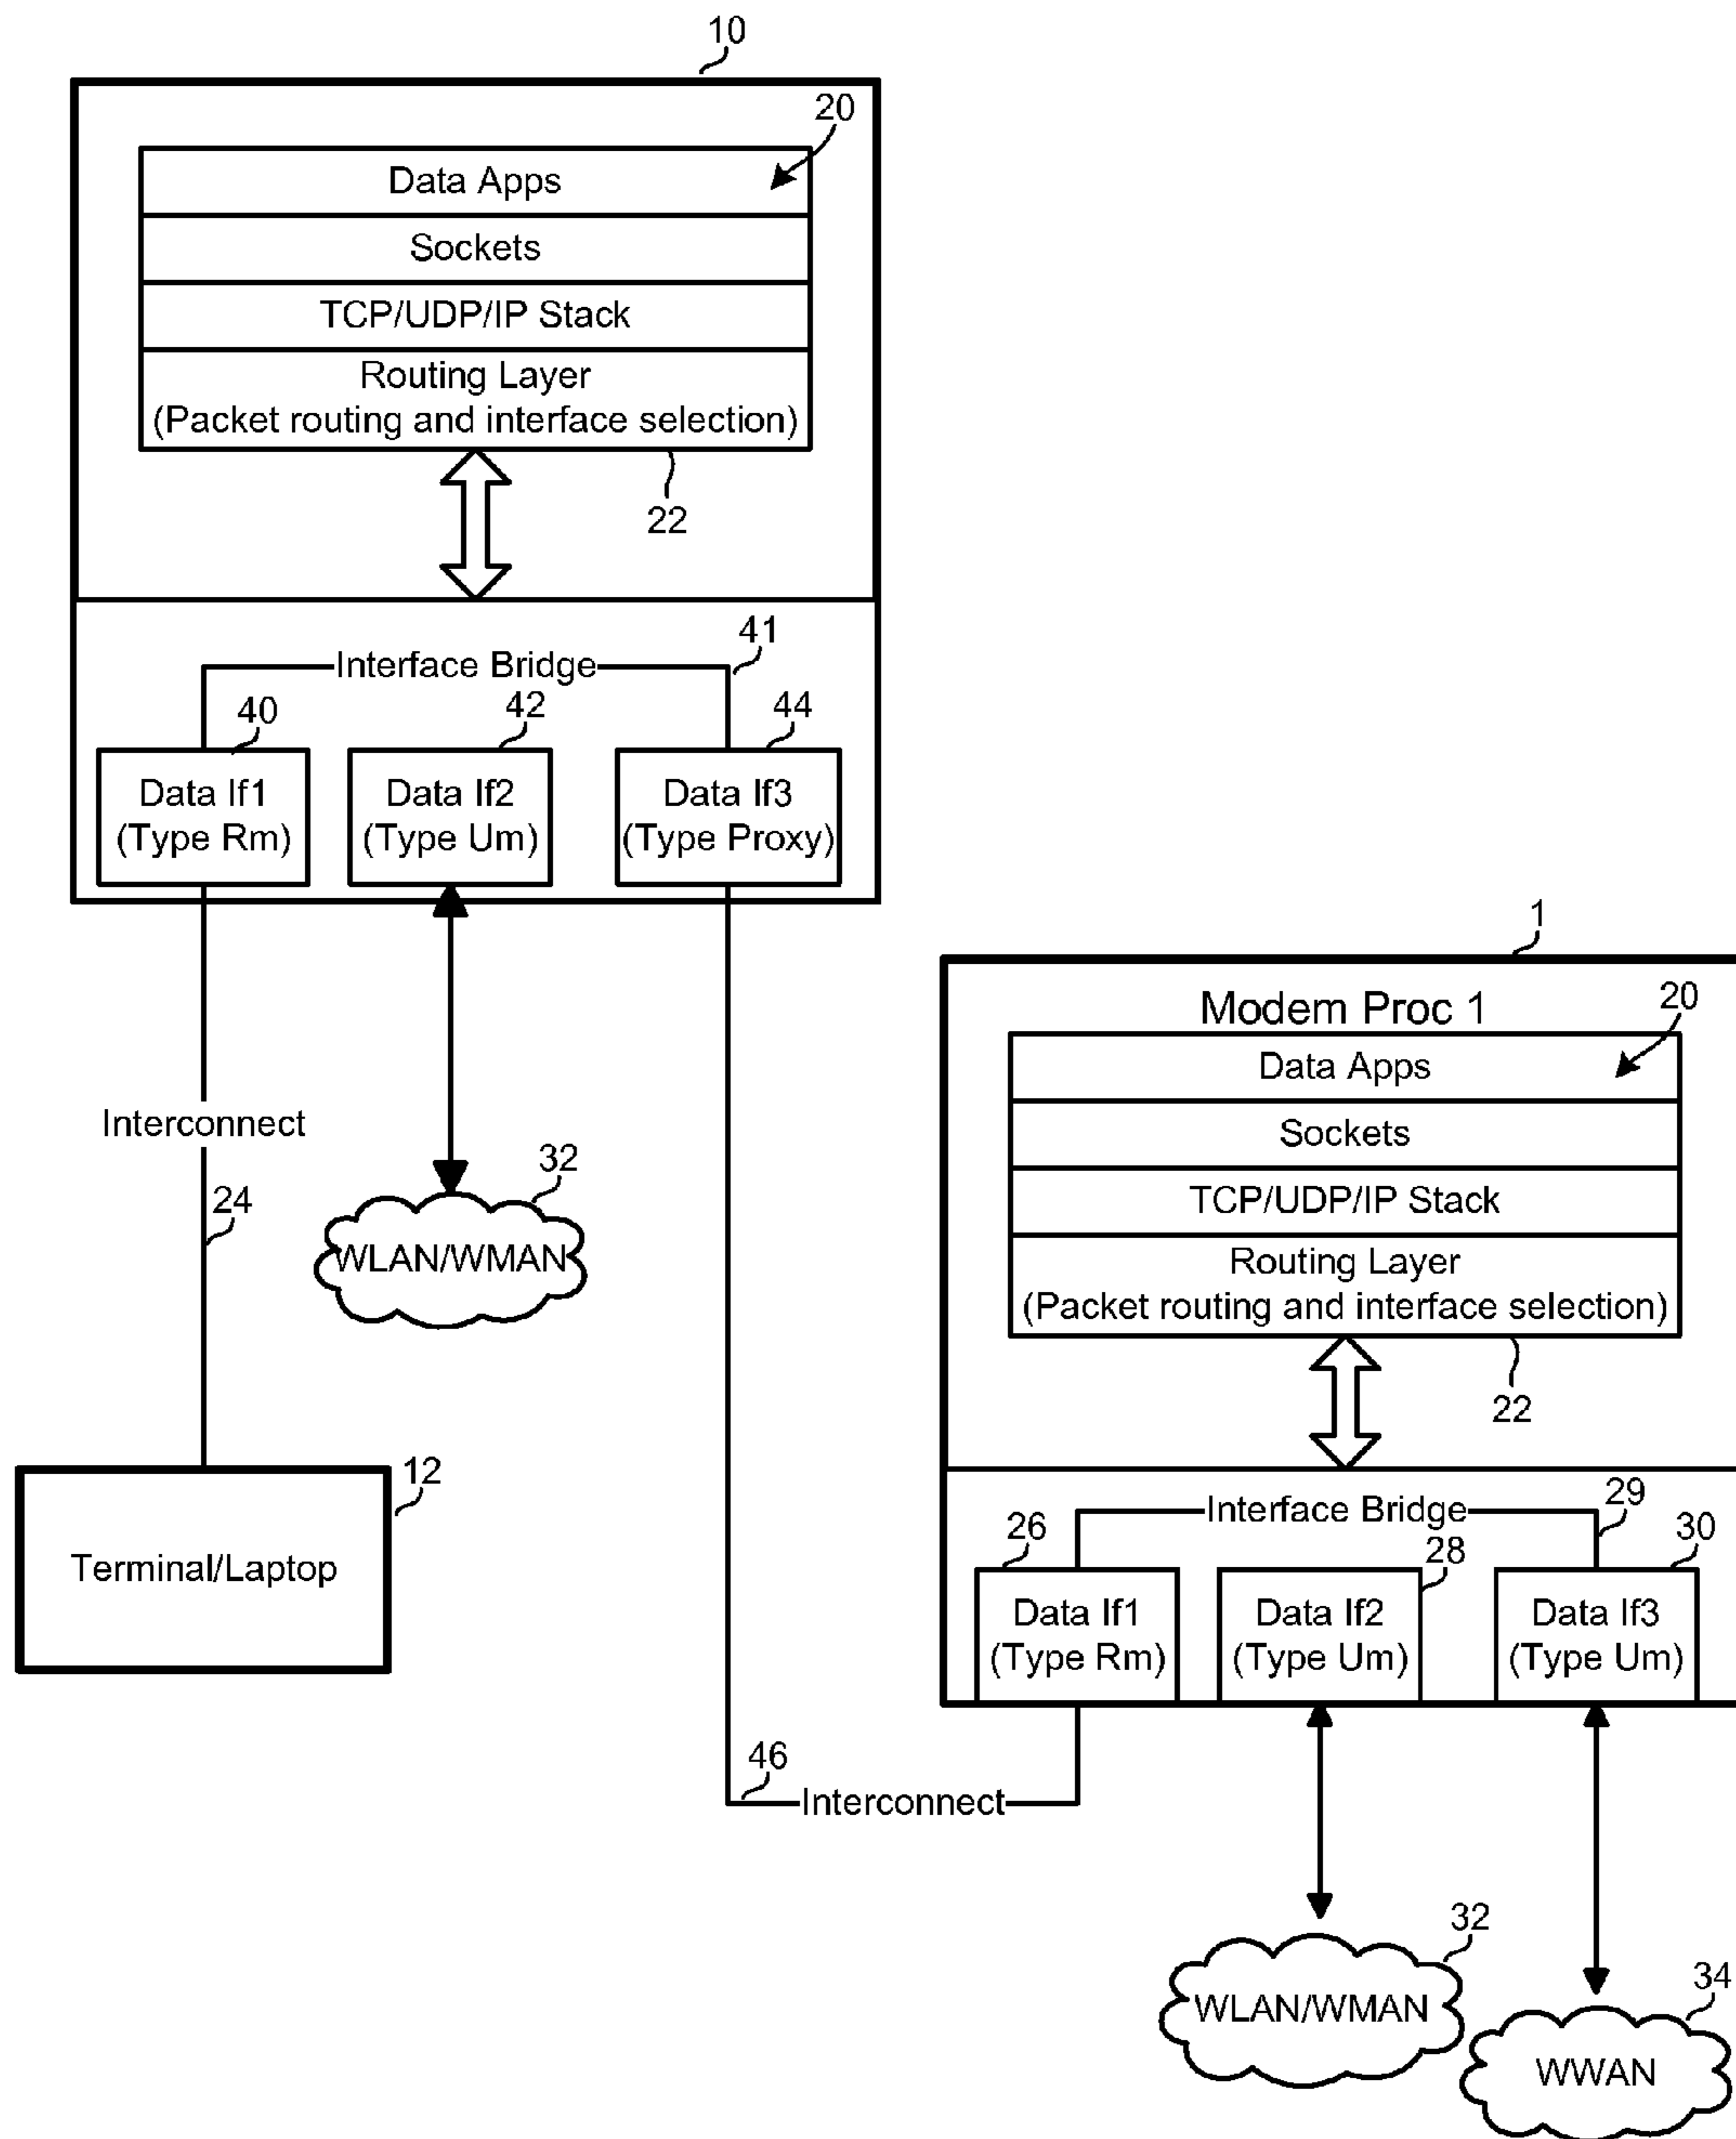 10
20
Data Apps
Sockets
TCP/UDP/IP Stack
Routing Layer
(Packet routing and interface selection)
22
41
Interface Bridge
40
42
44
Data If1
(Type Rm)
Data If2
(Type Um)
Data If3
(Type Proxy)
1
Modem Proc 1
20
Data Apps
Sockets
TCP/UDP/IP Stack
Routing Layer
(Packet routing and interface selection)
22
Interconnect
24
32
WLAN/WMAN
12
Terminal/Laptop
29
Interface Bridge
26
28
30
Data If1
(Type Rm)
Data If2
(Type Um)
Data If3
(Type Um)
46
Interconnect
32
WLAN/WMAN
34
WWAN